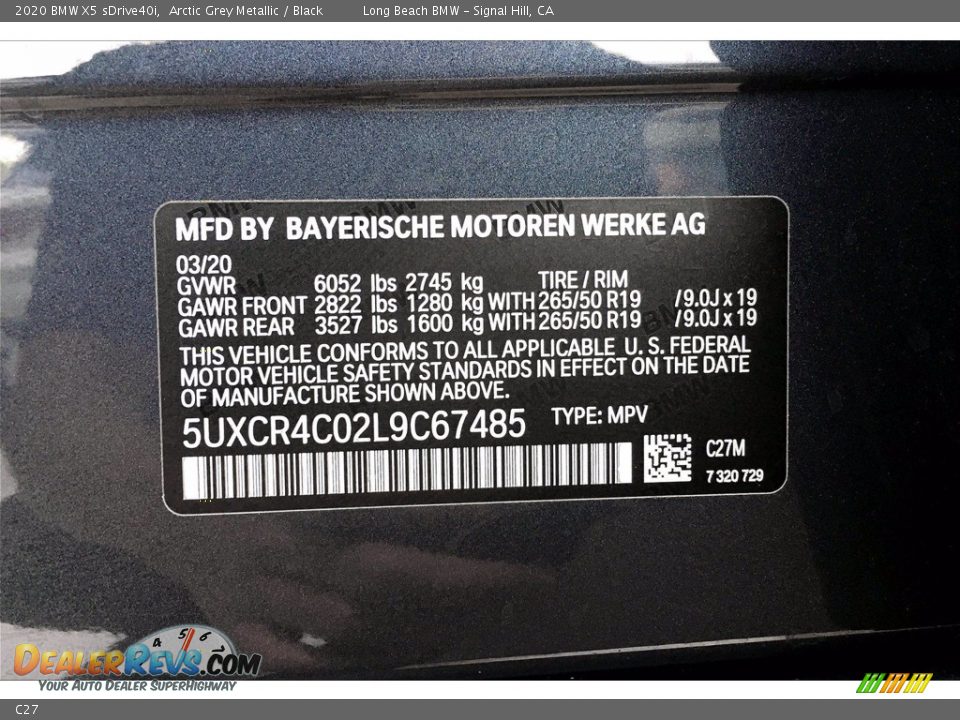 2020 BMW X5 sDrive40i, Arctic Grey Metallic / Black Long Beach BMW - Signal Hill, CA
MFD BY BAYERISCHE MOTOREN WERKE AG
03/20
GVWR 6052 lbs 2745 kg TIRE / RIM
GAWR FRONT 2822 lbs 1280 kg WITH 265/50 R19 /9.0J x 19
GAWR REAR 3527 lbs 1600 kg WITH 265/50 R19 /9.0J x 19
THIS VEHICLE CONFORMS TO ALL APPLICABLE U.S. FEDERAL
MOTOR VEHICLE SAFETY STANDARDS IN EFFECT ON THE DATE
OF MANUFACTURE SHOWN ABOVE.
5UXCR4C02L9C67485 TYPE: MPV
C27M
7 320 729
4 5 6 7
DealerRevs.com
Your Auto Dealer SuperHighway
C27